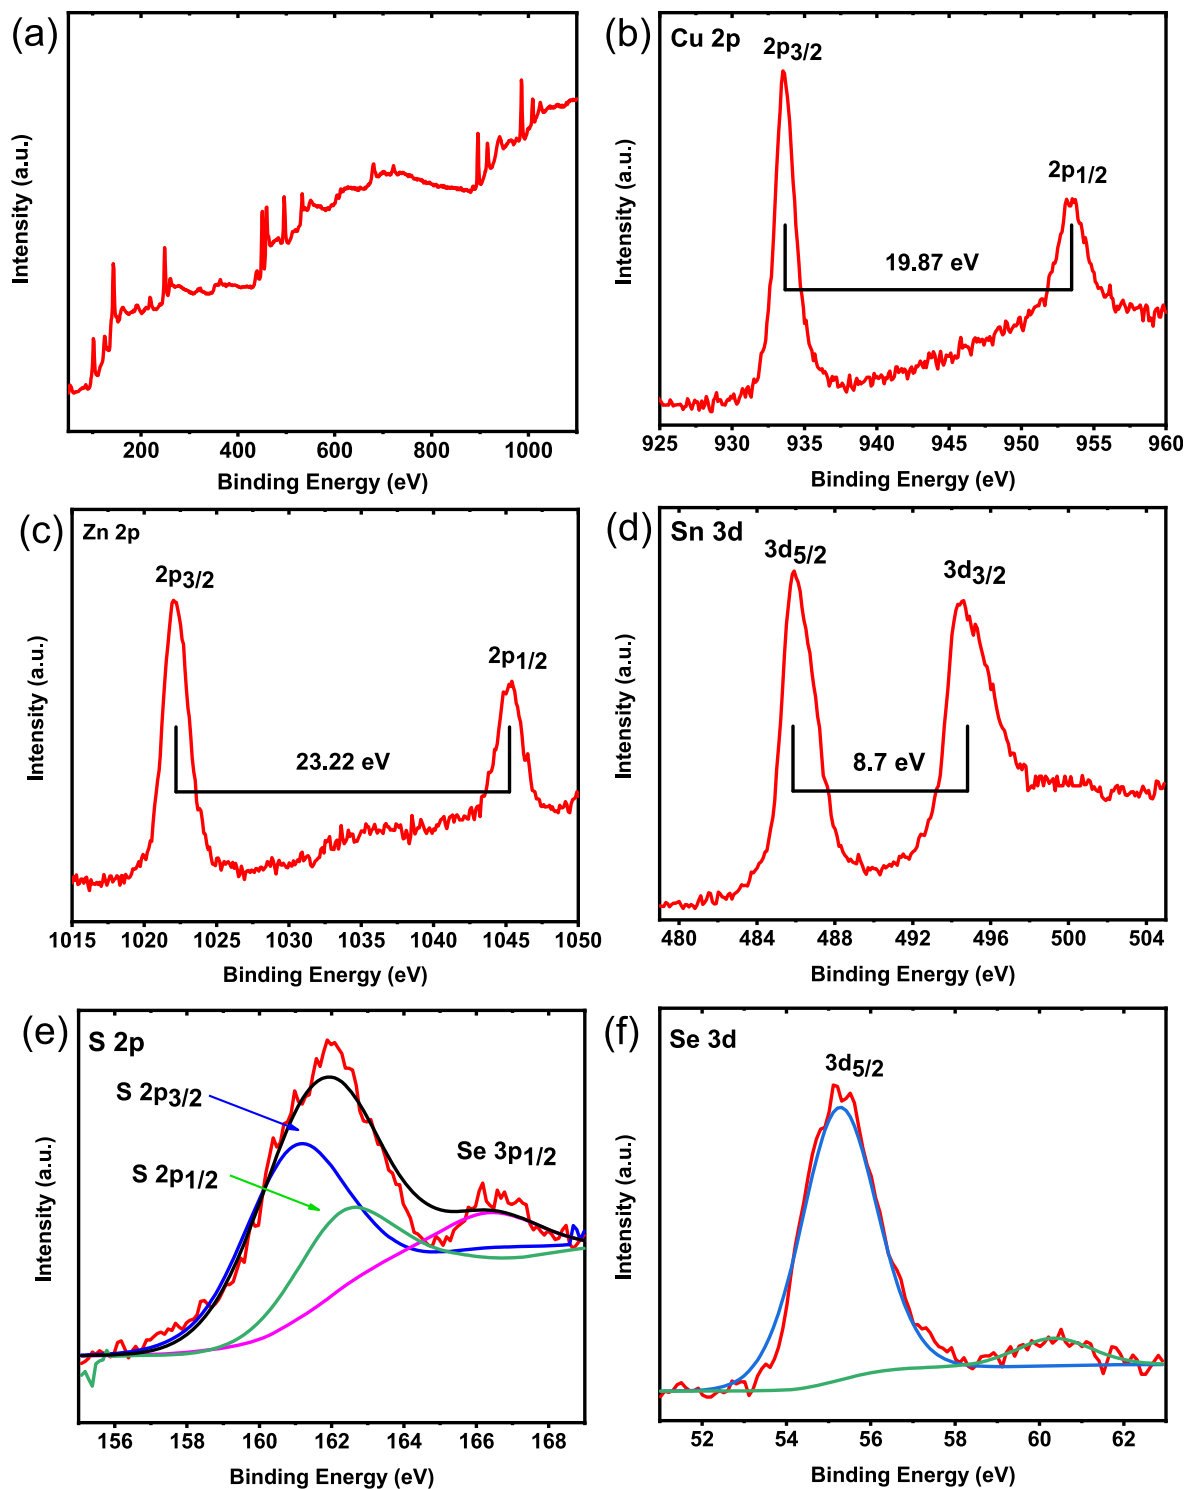 (a)
Intensity (a.u.)
200 400 600 800 1000
Binding Energy (eV)
(b)
Cu 2p
2p3/2
2p1/2
19.87 eV
Intensity (a.u.)
925 930 935 940 945 950 955 960
Binding Energy (eV)
(c)
Zn 2p
2p3/2
2p1/2
23.22 eV
Intensity (a.u.)
1015 1020 1025 1030 1035 1040 1045 1050
Binding Energy (eV)
(d)
Sn 3d
3d5/2
3d3/2
8.7 eV
Intensity (a.u.)
480 484 488 492 496 500 504
Binding Energy (eV)
(e)
S 2p
S 2p3/2
S 2p1/2
Se 3p1/2
Intensity (a.u.)
156 158 160 162 164 166 168
Binding Energy (eV)
(f)
Se 3d
3d5/2
Intensity (a.u.)
52 54 56 58 60 62
Binding Energy (eV)